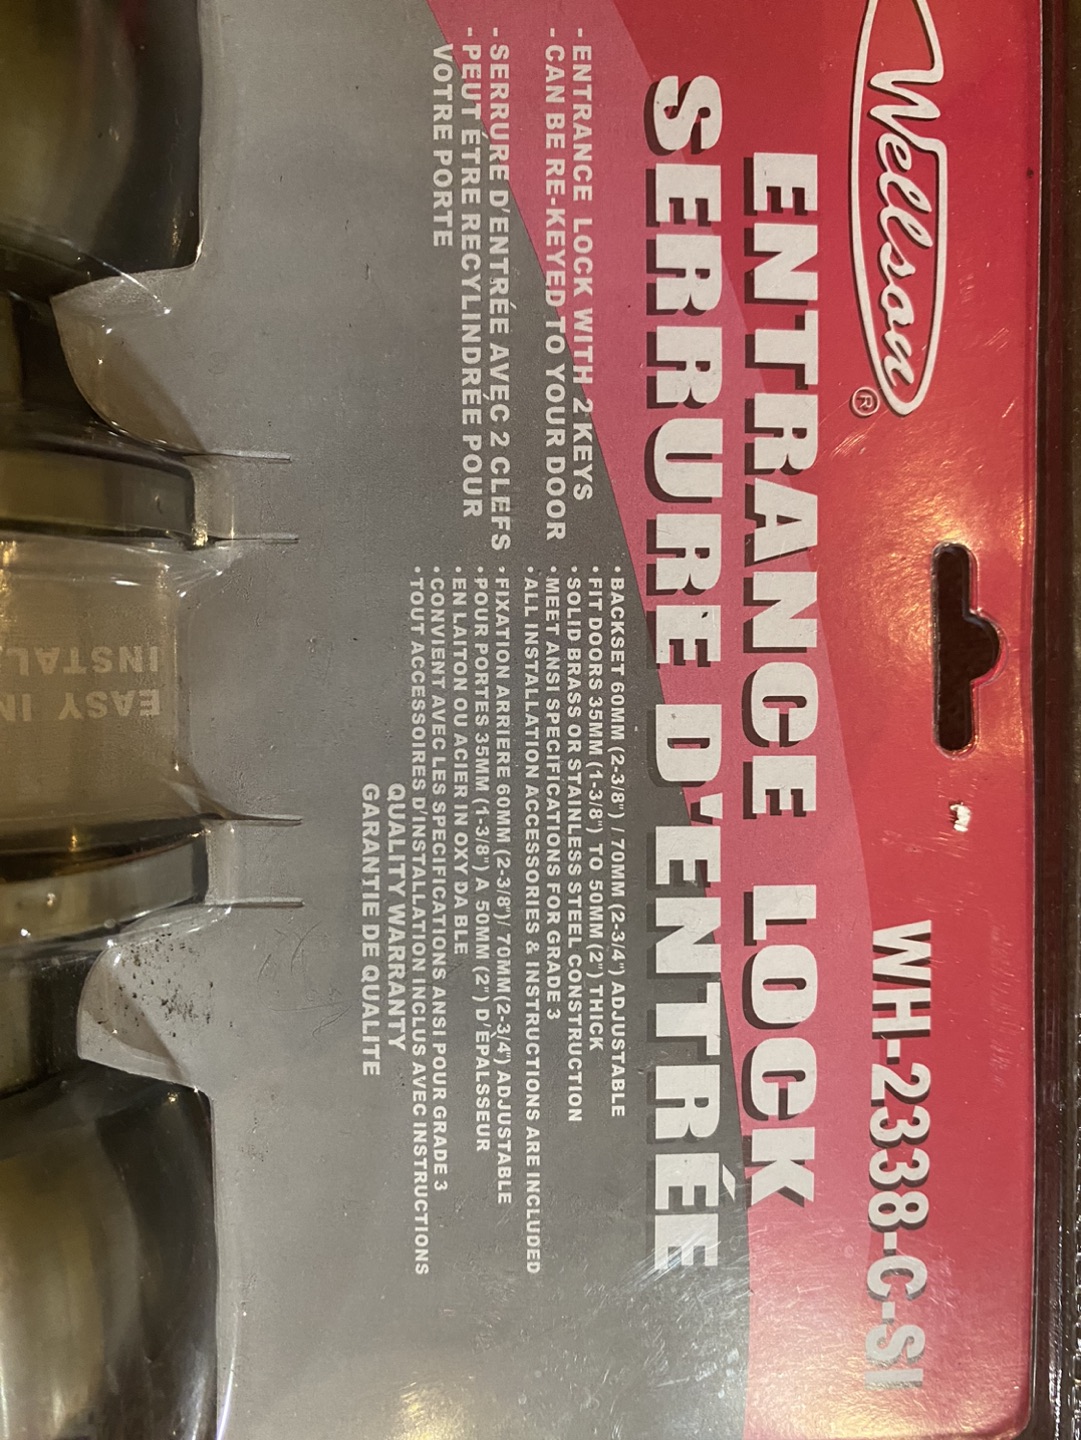 Wellson®
WH-2338-C-SI
ENTRANCE LOCK
SERRURE D'ENTRÉE
- ENTRANCE LOCK WITH 2 KEYS
- CAN BE RE-KEYED TO YOUR DOOR
- SERRURE D'ENTRÉE AVEC 2 CLEFS
- PEUT ÊTRE RECYLINDRÉE POUR
VOTRE PORTE
•BACKSET 60MM (2-3/8") / 70MM (2-3/4") ADJUSTABLE
•FIT DOORS 35MM (1-3/8") TO 50MM (2") THICK
•SOLID BRASS OR STAINLESS STEEL CONSTRUCTION
•MEET ANSI SPECIFICATIONS FOR GRADE 3
•ALL INSTALLATION ACCESSORIES & INSTRUCTIONS ARE INCLUDED
•FIXATION ARRIERE 60MM (2-3/8")/ 70MM(2-3/4") ADJUSTABLE
•POUR PORTES 35MM (1-3/8") A 50MM (2") D'ÉPALSSEUR
•EN LAITON OU ACIER IN OXY DA BLE
•CONVIENT AVEC LES SPECIFICATIONS ANSI POUR GRADE 3
•TOUT ACCESSOIRES D'INSTALLATION INCLUS AVEC INSTRUCTIONS
QUALITY WARRANTY
GARANTIE DE QUALITE
EASY IN
INSTAL